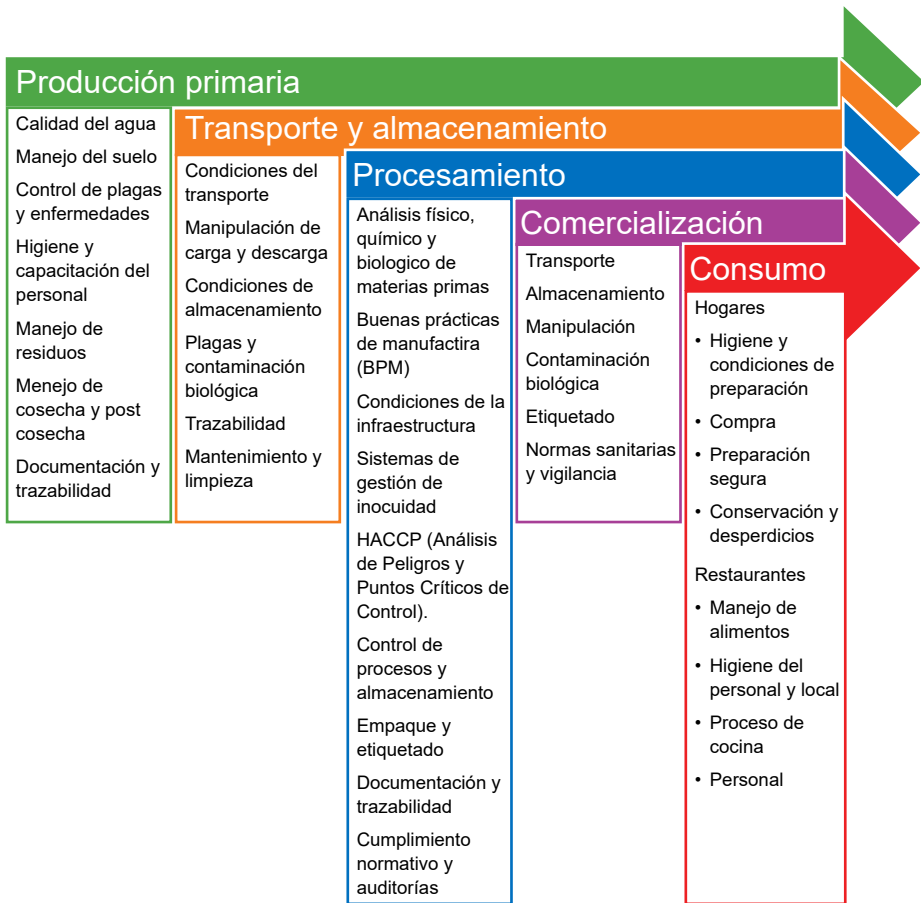 Producción primaria
Calidad del agua
Manejo del suelo
Control de plagas
y enfermedades
Higiene y
capacitación del
personal
Manejo de
residuos
Menejo de
cosecha y post
cosecha
Documentación y
trazabilidad
Transporte y almacenamiento
Condiciones del
transporte
Manipulación de
carga y descarga
Condiciones de
almacenamiento
Plagas y
contaminación
biológica
Trazabilidad
Mantenimiento y
limpieza
Procesamiento
Análisis físico,
químico y
biologico de
materias primas
Buenas prácticas
de manufactira
(BPM)
Condiciones de la
infraestructura
Sistemas de
gestión de
inocuidad
HACCP (Análisis
de Peligros y
Puntos Críticos de
Control).
Control de
procesos y
almacenamiento
Empaque y
etiquetado
Documentación y
trazabilidad
Cumplimiento
normativo y
auditorías
Comercialización
Transporte
Almacenamiento
Manipulación
Contaminación
biológica
Etiquetado
Normas sanitarias
y vigilancia
Consumo
Hogares
• Higiene y
condiciones de
preparación
• Compra
• Preparación
segura
• Conservación y
desperdicios
Restaurantes
• Manejo de
alimentos
• Higiene del
personal y local
• Proceso de
cocina
• Personal